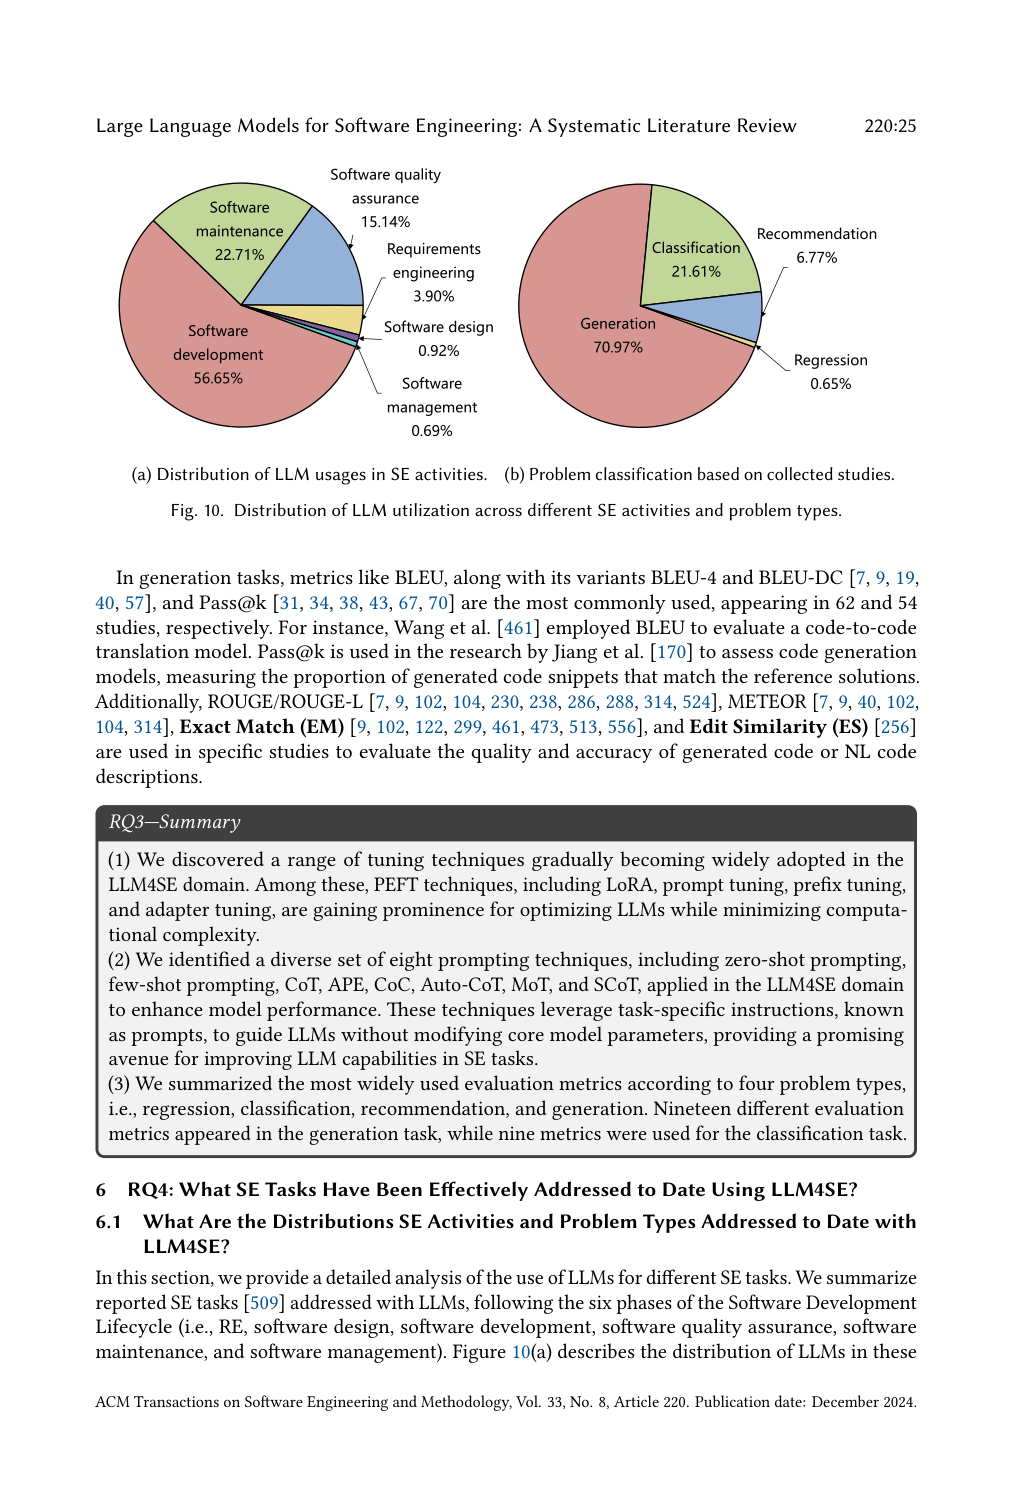 Large Language Models for Software Engineering: A Systematic Literature Review 220:25
Software
maintenance
22.71%
Software quality
assurance
15.14%
Requirements
engineering
3.90%
Software design
0.92%
Software
management
0.69%
Software
development
56.65%
Classification
21.61%
Recommendation
6.77%
Generation
70.97%
Regression
0.65%
(a) Distribution of LLM usages in SE activities. (b) Problem classification based on collected studies.
Fig. 10. Distribution of LLM utilization across different SE activities and problem types.
In generation tasks, metrics like BLEU, along with its variants BLEU-4 and BLEU-DC [7, 9, 19,
40, 57], and Pass@k [31, 34, 38, 43, 67, 70] are the most commonly used, appearing in 62 and 54
studies, respectively. For instance, Wang et al. [461] employed BLEU to evaluate a code-to-code
translation model. Pass@k is used in the research by Jiang et al. [170] to assess code generation
models, measuring the proportion of generated code snippets that match the reference solutions.
Additionally, ROUGE/ROUGE-L [7, 9, 102, 104, 230, 238, 286, 288, 314, 524], METEOR [7, 9, 40, 102,
104, 314], Exact Match (EM) [9, 102, 122, 299, 461, 473, 513, 556], and Edit Similarity (ES) [256]
are used in specific studies to evaluate the quality and accuracy of generated code or NL code
descriptions.
RQ3—Summary
(1) We discovered a range of tuning techniques gradually becoming widely adopted in the
LLM4SE domain. Among these, PEFT techniques, including LoRA, prompt tuning, prefix tuning,
and adapter tuning, are gaining prominence for optimizing LLMs while minimizing computa-
tional complexity.
(2) We identified a diverse set of eight prompting techniques, including zero-shot prompting,
few-shot prompting, CoT, APE, CoC, Auto-CoT, MoT, and SCoT, applied in the LLM4SE domain
to enhance model performance. These techniques leverage task-specific instructions, known
as prompts, to guide LLMs without modifying core model parameters, providing a promising
avenue for improving LLM capabilities in SE tasks.
(3) We summarized the most widely used evaluation metrics according to four problem types,
i.e., regression, classification, recommendation, and generation. Nineteen different evaluation
metrics appeared in the generation task, while nine metrics were used for the classification task.
6 RQ4: What SE Tasks Have Been Effectively Addressed to Date Using LLM4SE?
6.1 What Are the Distributions SE Activities and Problem Types Addressed to Date with
LLM4SE?
In this section, we provide a detailed analysis of the use of LLMs for different SE tasks. We summarize
reported SE tasks [509] addressed with LLMs, following the six phases of the Software Development
Lifecycle (i.e., RE, software design, software development, software quality assurance, software
maintenance, and software management). Figure 10(a) describes the distribution of LLMs in these
ACM Transactions on Software Engineering and Methodology, Vol. 33, No. 8, Article 220. Publication date: December 2024.